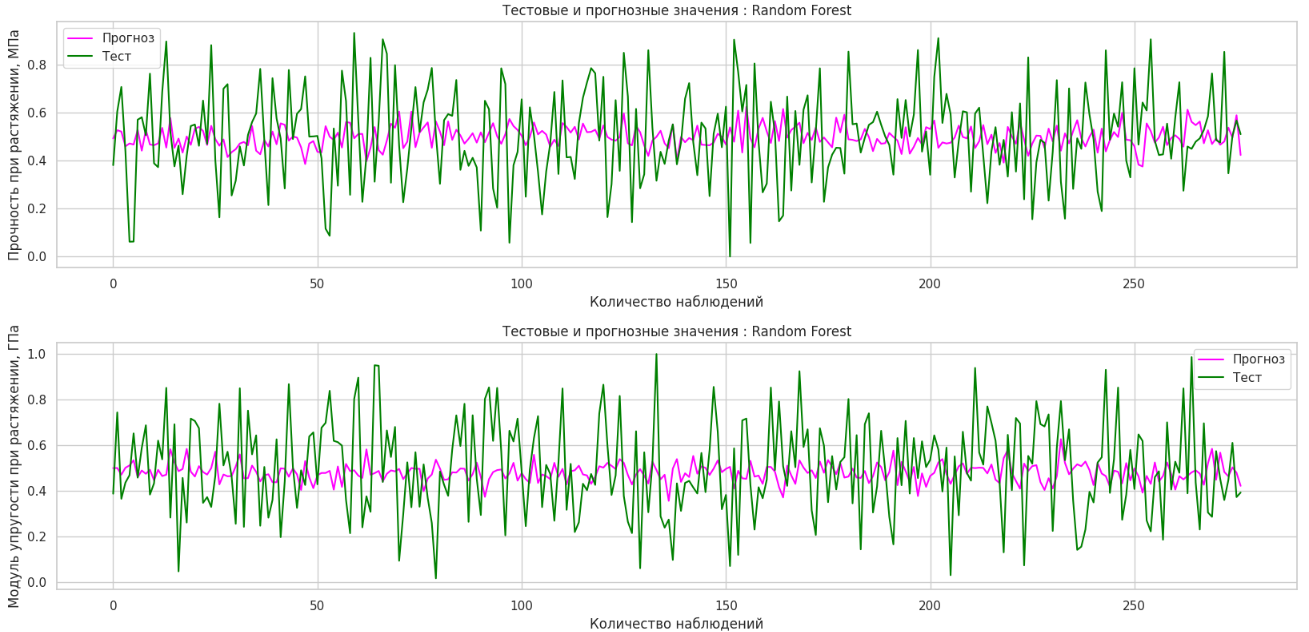 Тестовые и прогнозные значения : Random Forest
Прочность при растяжении, МПа
0.8
0.6
0.4
0.2
0.0
Прогноз
Тест
0 50 100 150 200 250
Количество наблюдений
Тестовые и прогнозные значения : Random Forest
Модуль упругости при растяжении, ГПа
1.0
0.8
0.6
0.4
0.2
0.0
Прогноз
Тест
0 50 100 150 200 250
Количество наблюдений